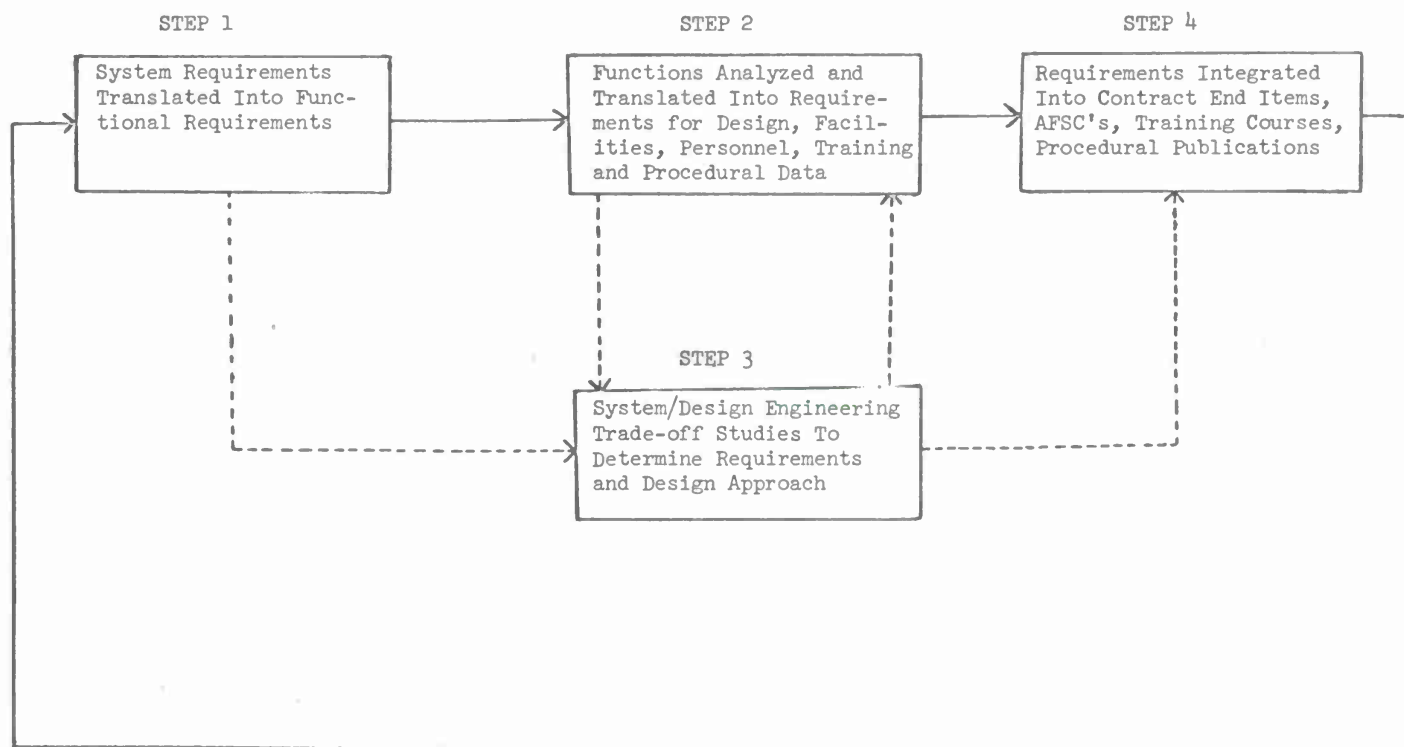 STEP 1
System Requirements
Translated Into Func-
tional Requirements
STEP 2
Functions Analyzed and
Translated Into Require-
ments for Design, Facil-
ities, Personnel, Training
and Procedural Data
STEP 3
System/Design Engineering
Trade-off Studies To
Determine Requirements
and Design Approach
STEP 4
Requirements Integrated
Into Contract End Items,
AFSC's, Training Courses,
Procedural Publications